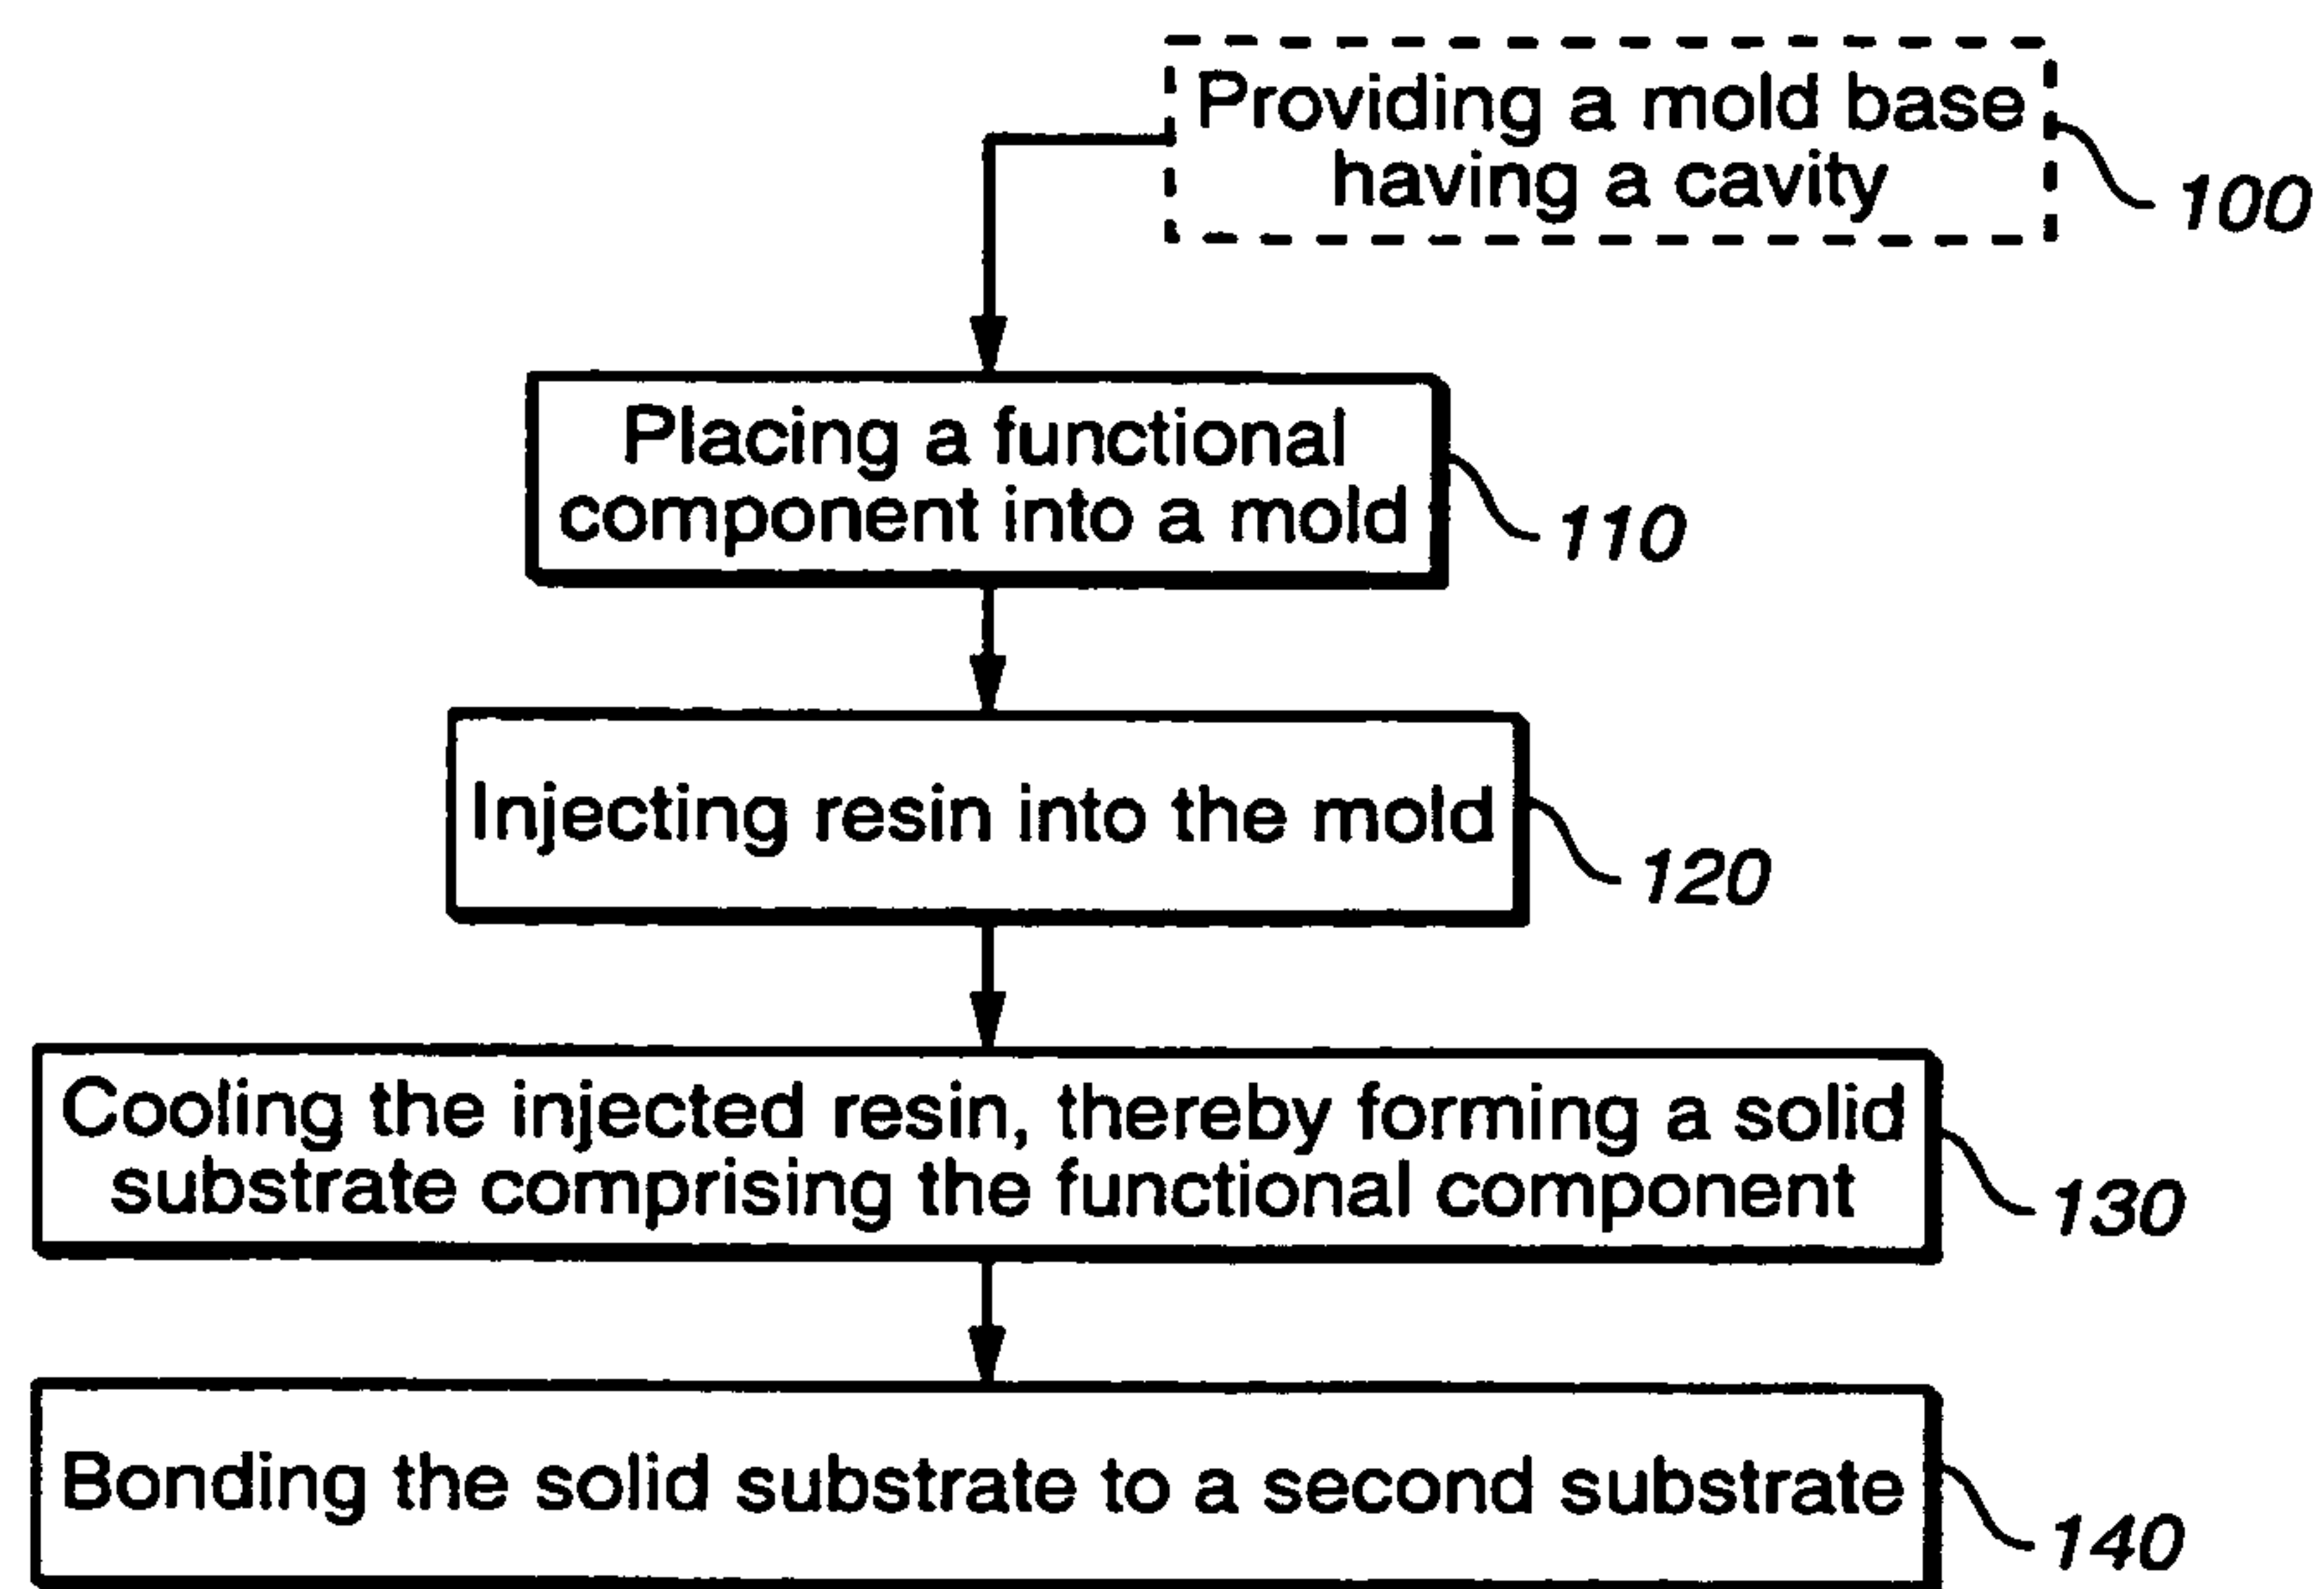 Providing a mold base
having a cavity
100
Placing a functional
component into a mold
110
Injecting resin into the mold
120
Cooling the injected resin, thereby forming a solid
substrate comprising the functional component
130
Bonding the solid substrate to a second substrate
140